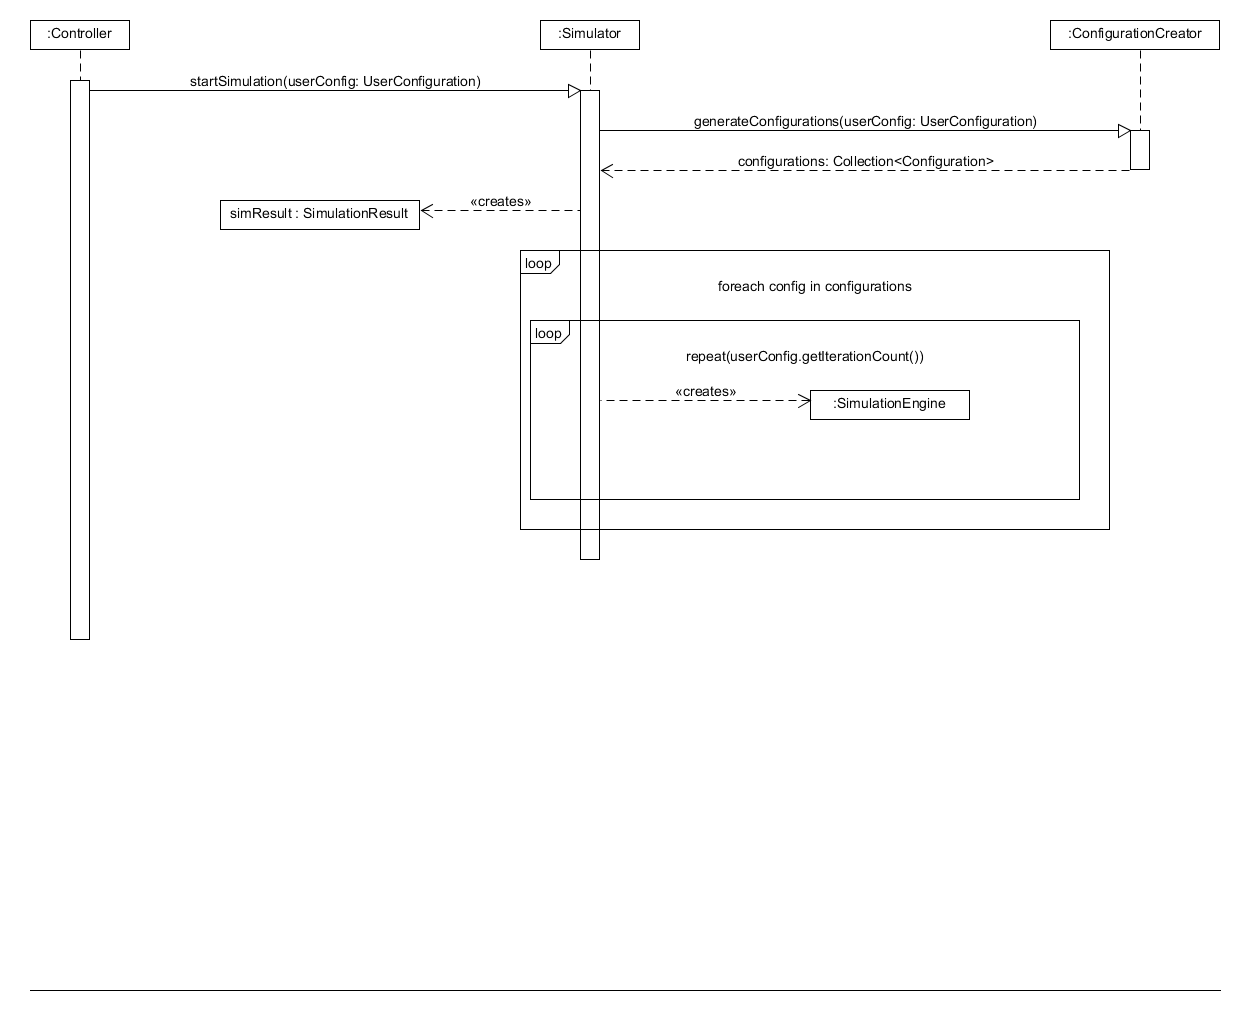 :Controller
:Simulator
:ConfigurationCreator
startSimulation(userConfig: UserConfiguration)
generateConfigurations(userConfig: UserConfiguration)
configurations: Collection<Configuration>
«creates»
simResult : SimulationResult
loop
foreach config in configurations
loop
repeat(userConfig.getIterationCount())
«creates»
:SimulationEngine